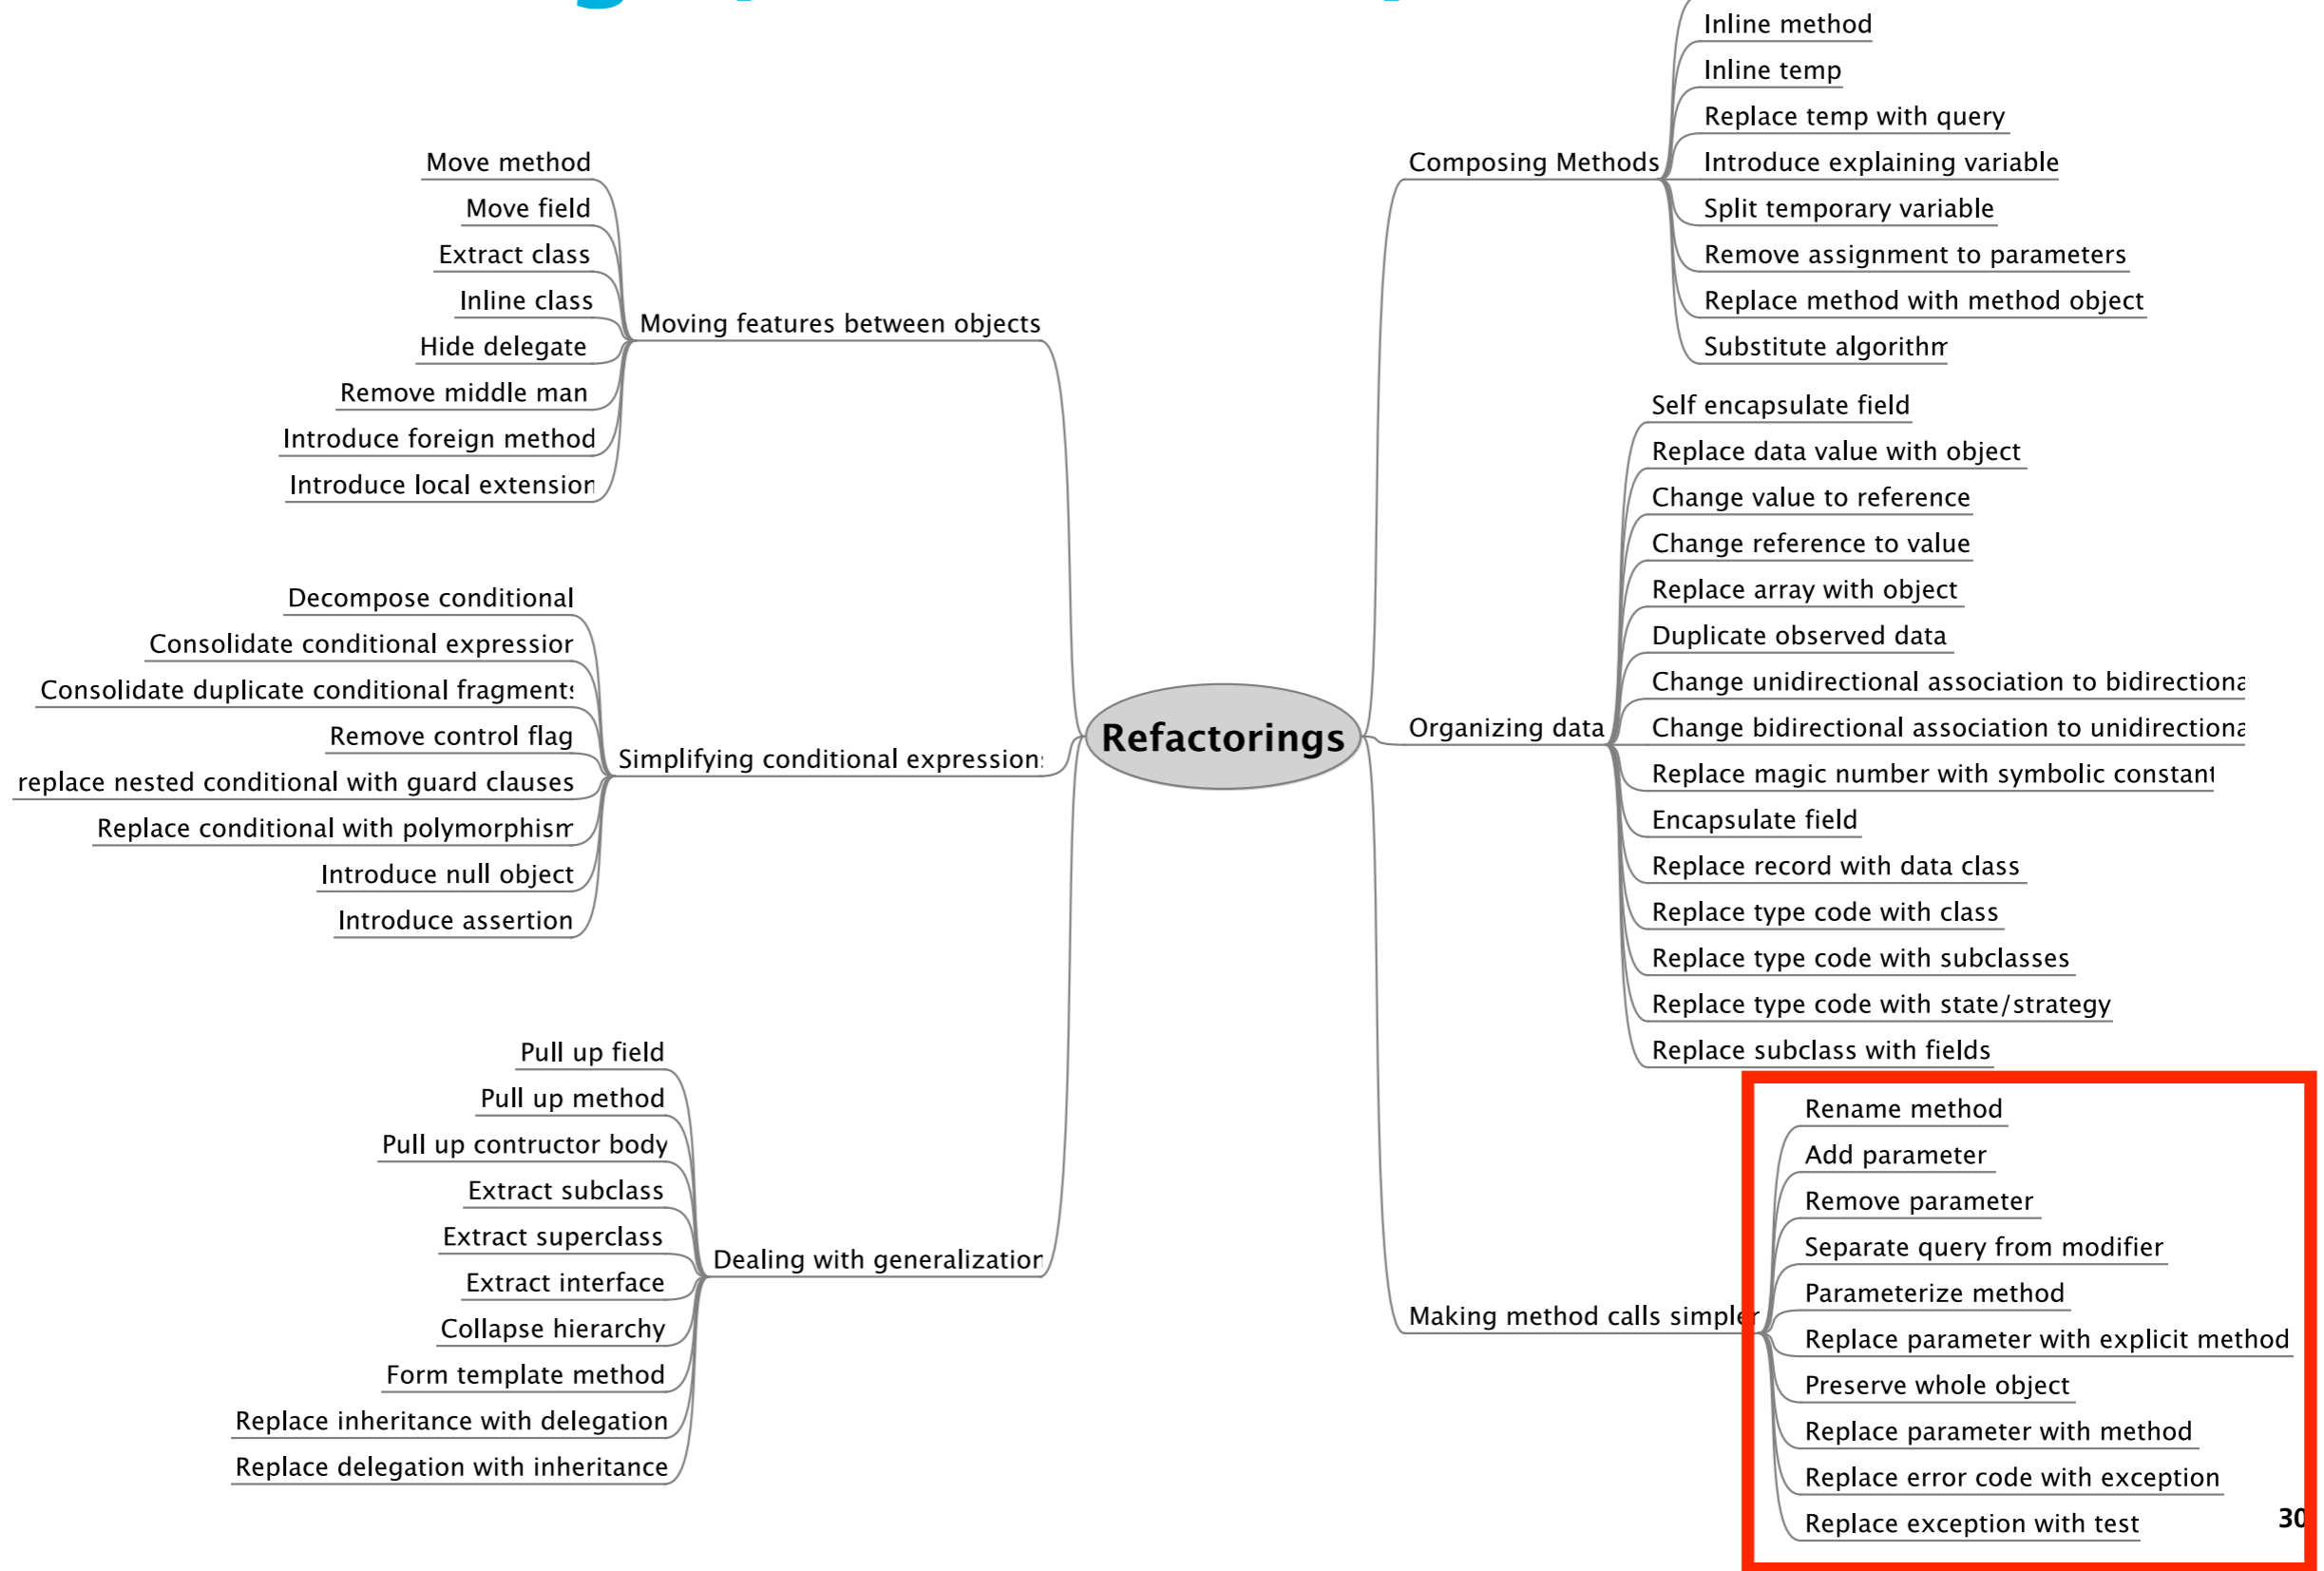 Move method
Move field
Extract class
Inline class
Hide delegate
Remove middle man
Introduce foreign method
Introduce local extension
Moving features between objects
Decompose conditional
Consolidate conditional expression
Consolidate duplicate conditional fragments
Remove control flag
replace nested conditional with guard clauses
Replace conditional with polymorphism
Introduce null object
Introduce assertion
Simplifying conditional expressions
Pull up field
Pull up method
Pull up contructor body
Extract subclass
Extract superclass
Extract interface
Collapse hierarchy
Form template method
Replace inheritance with delegation
Replace delegation with inheritance
Dealing with generalization
Refactorings
Composing Methods
Inline method
Inline temp
Replace temp with query
Introduce explaining variable
Split temporary variable
Remove assignment to parameters
Replace method with method object
Substitute algorithm
Organizing data
Self encapsulate field
Replace data value with object
Change value to reference
Change reference to value
Replace array with object
Duplicate observed data
Change unidirectional association to bidirectiona
Change bidirectional association to unidirectiona
Replace magic number with symbolic constant
Encapsulate field
Replace record with data class
Replace type code with class
Replace type code with subclasses
Replace type code with state/strategy
Replace subclass with fields
Making method calls simpler
Rename method
Add parameter
Remove parameter
Separate query from modifier
Parameterize method
Replace parameter with explicit method
Preserve whole object
Replace parameter with method
Replace error code with exception
Replace exception with test
30